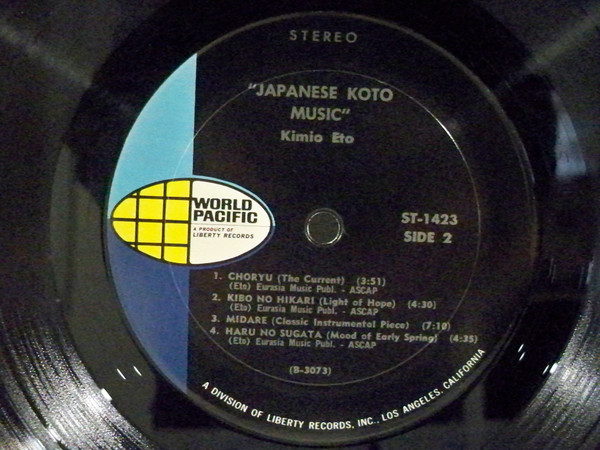 STEREO
"JAPANESE KOTO
MUSIC"
Kimio Eto
WORLD
PACIFIC
A PRODUCT OF
LIBERTY RECORDS
ST-1423
SIDE 2
1. CHORYU (The Current) (3:51)
(Eto) Eurasia Music Publ. - ASCAP
2. KIBO NO HIKARI (Light of Hope) (4:30)
(Eto) Eurasia Music Publ. - ASCAP
3. MIDARE (Classic Instrumental Piece) (7:10)
4. HARU NO SUGATA (Mood of Early Spring) (4:35)
(Eto) Eurasia Music Publ. - ASCAP
(B-3073)
A DIVISION OF LIBERTY RECORDS, INC., LOS ANGELES, CALIFORNIA